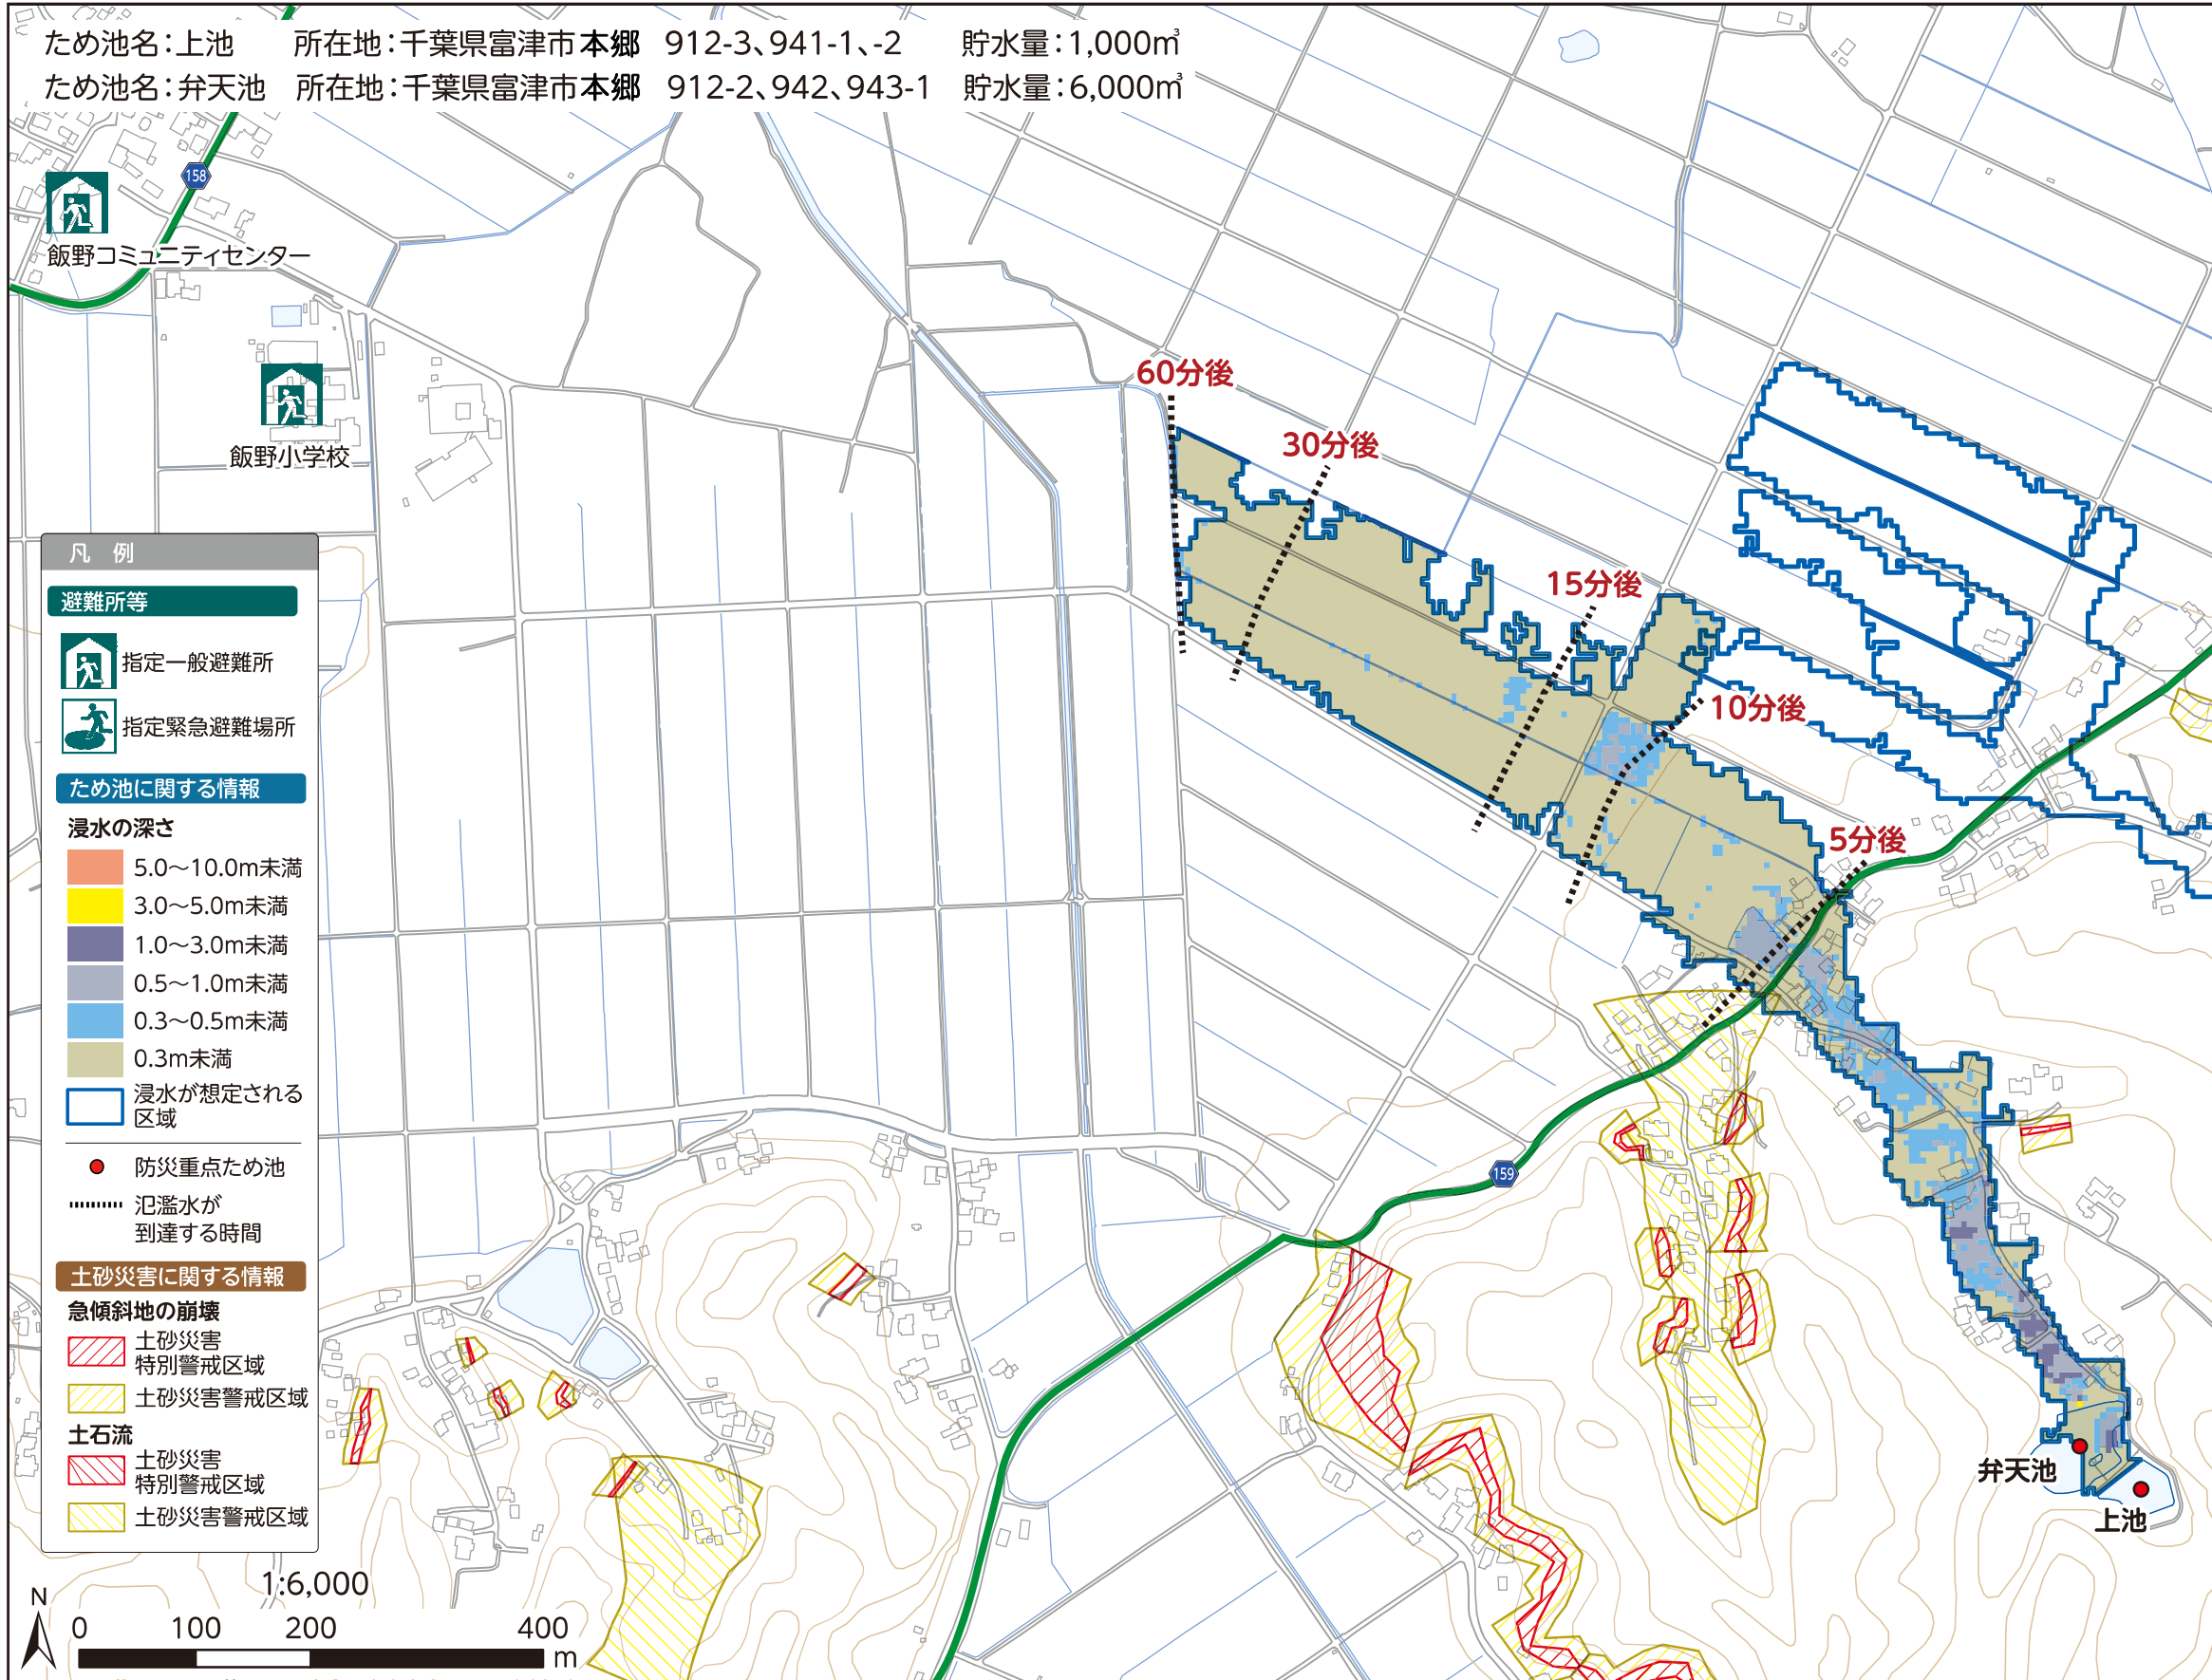 ため池名：上池　所在地：千葉県富津市本郷　912-3、941-1、-2　貯水量：1,000㎥
ため池名：弁天池　所在地：千葉県富津市本郷　912-2、942、943-1　貯水量：6,000㎥
158
飯野コミュニティセンター
飯野小学校
60分後
30分後
15分後
10分後
5分後
159
弁天池
上池
凡　例
避難所等
指定一般避難所
指定緊急避難場所
ため池に関する情報
浸水の深さ
5.0〜10.0m未満
3.0〜5.0m未満
1.0〜3.0m未満
0.5〜1.0m未満
0.3〜0.5m未満
0.3m未満
浸水が想定される
区域
防災重点ため池
氾濫水が
到達する時間
土砂災害に関する情報
急傾斜地の崩壊
土砂災害
特別警戒区域
土砂災害警戒区域
土石流
土砂災害
特別警戒区域
土砂災害警戒区域
1:6,000
N
0　100　200　400
m